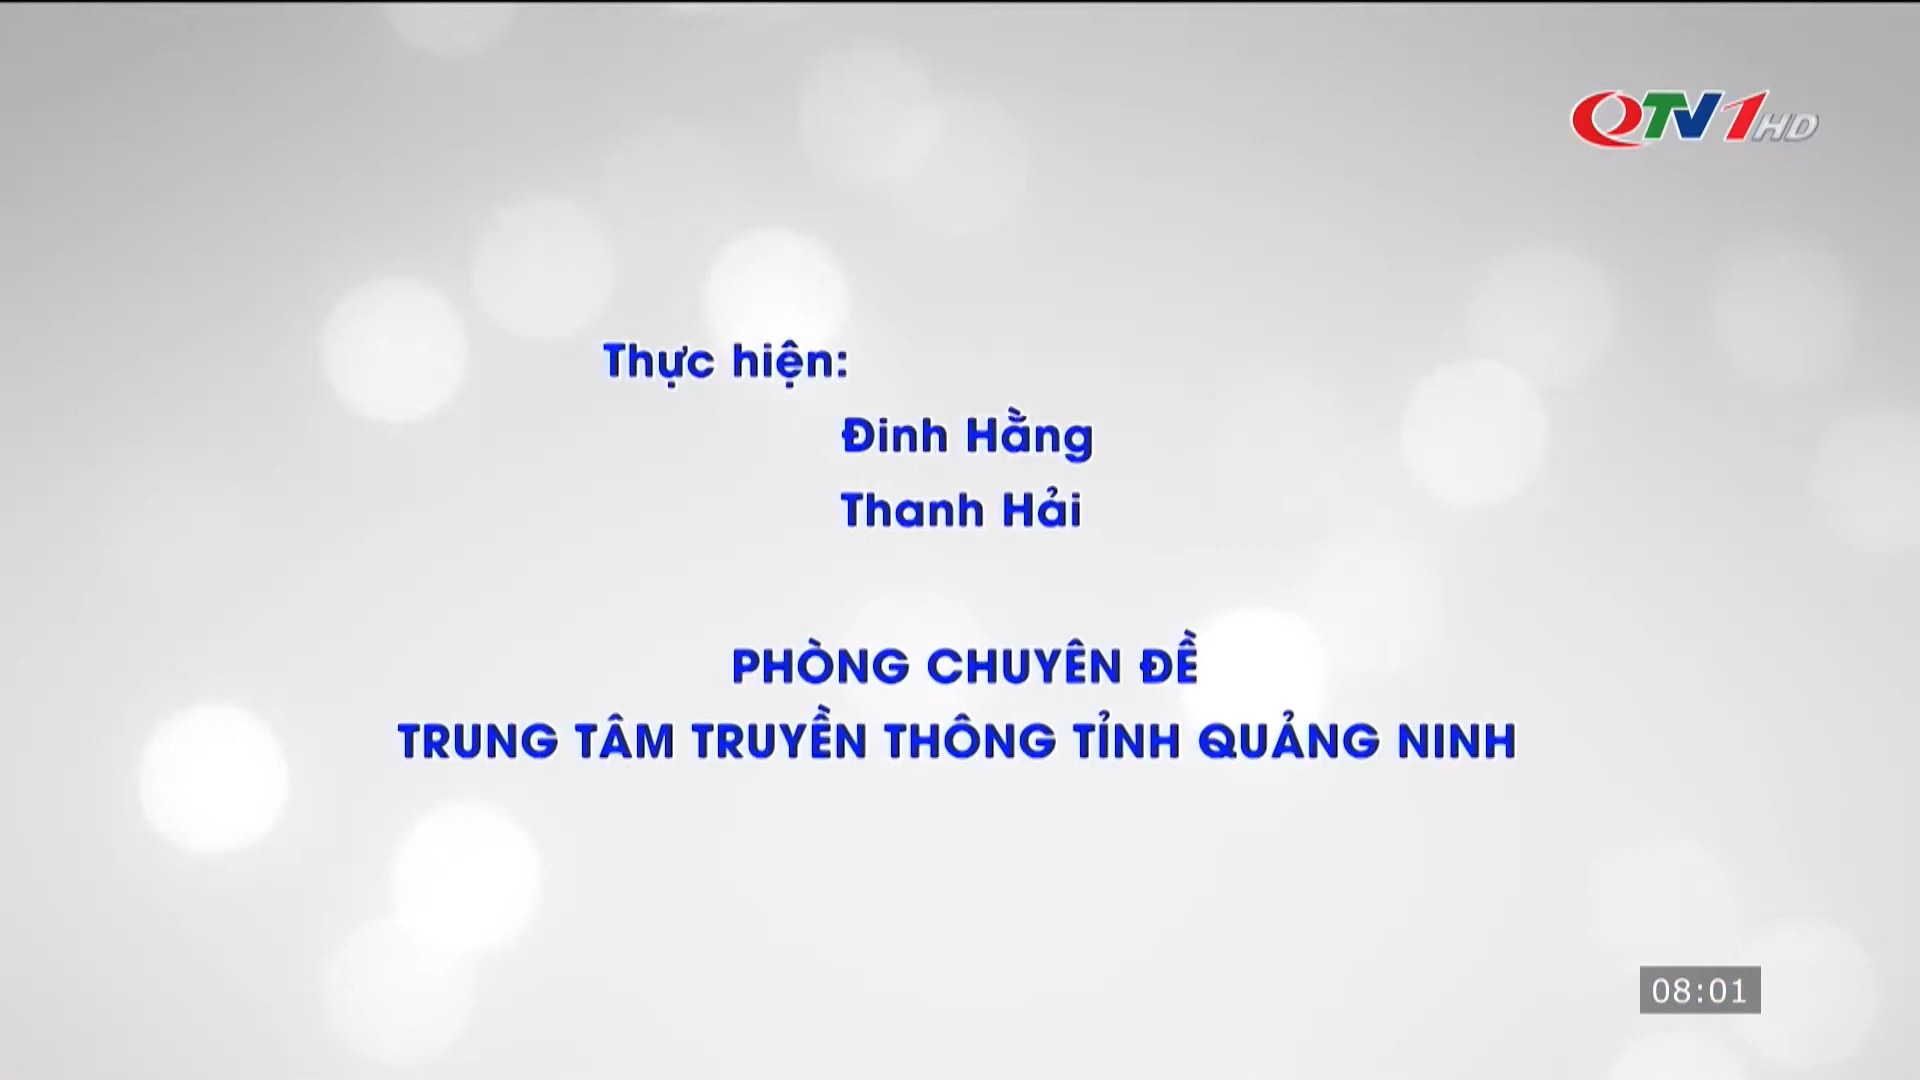 QTV1HD
Thực hiện:
Đinh Hằng
Thanh Hải
PHÒNG CHUYÊN ĐỀ
TRUNG TÂM TRUYỀN THÔNG TỈNH QUẢNG NINH
08:01